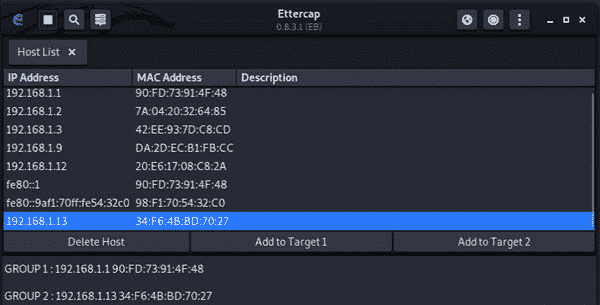 Ettercap
0.8.3.1 (EB)
Host List
IP Address MAC Address Description
192.168.1.1 90:FD:73:91:4F:48
192.168.1.2 7A:04:20:32:64:85
192.168.1.3 42:EE:93:7D:C8:CD
192.168.1.9 DA:2D:EC:B1:FB:CC
192.168.1.12 20:E6:17:08:C8:2A
fe80::1 90:FD:73:91:4F:48
fe80::9af1:70ff:fe54:32c0 98:F1:70:54:32:C0
192.168.1.13 34:F6:4B:BD:70:27
Delete Host Add to Target 1 Add to Target 2
GROUP 1 : 192.168.1.1 90:FD:73:91:4F:48
GROUP 2 : 192.168.1.13 34:F6:4B:BD:70:27